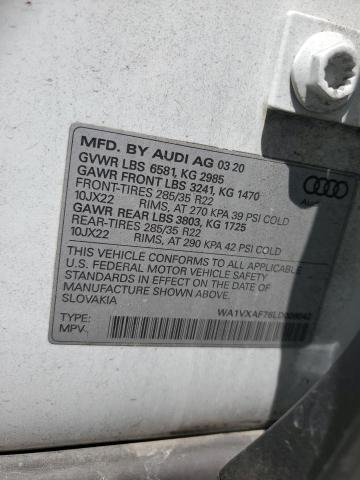 MFD. BY AUDI AG 03 20
GVWR LBS 6581, KG 2985
GAWR FRONT LBS 3241, KG 1470
FRONT-TIRES 285/35 R22
10JX22 RIMS, AT 270 KPA 39 PSI COLD
GAWR REAR LBS 3803, KG 1725
REAR-TIRES 285/35 R22
10JX22 RIMS, AT 290 KPA 42 PSI COLD
THIS VEHICLE CONFORMS TO ALL APPLICABLE
U.S. FEDERAL MOTOR VEHICLE SAFETY
STANDARDS IN EFFECT ON THE DATE OF
MANUFACTURE SHOWN ABOVE.
SLOVAKIA
TYPE:
MPV